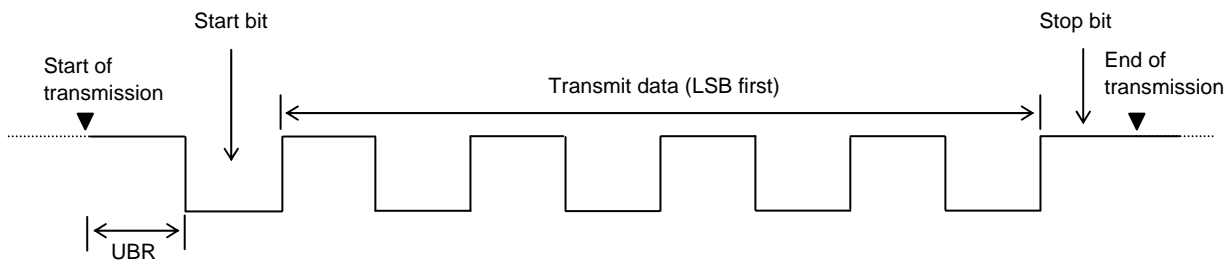 Start bit
Stop bit
Start of
transmission
Transmit data (LSB first)
End of
transmission
UBR